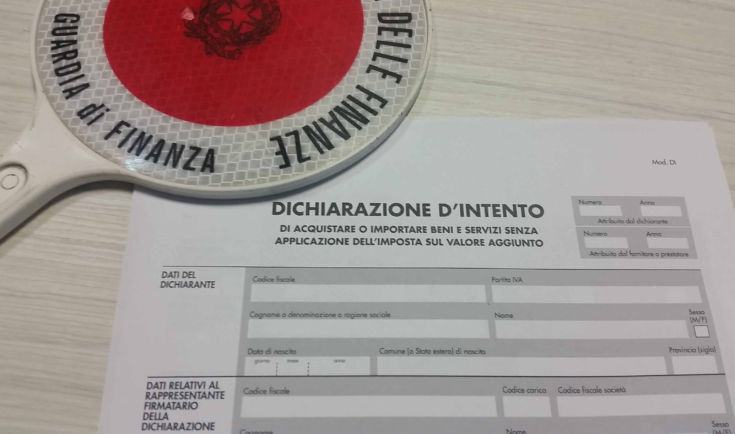 DELLE FINANZE
GUARDIA di FINANZA
Mod. DI
DICHIARAZIONE D'INTENTO
DI ACQUISTARE O IMPORTARE BENI E SERVIZI SENZA
APPLICAZIONE DELL'IMPOSTA SUL VALORE AGGIUNTO
Numero Anno
Attribuito dal dichiarante
Numero Anno
Attribuito dal fornitore o prestatore
DATI DEL
DICHIARANTE
Codice fiscale Partita IVA
Cognome o denominazione o ragione sociale Nome Sesso
(M/F)
Data di nascita Comune (o Stato estero) di nascita Provincia (sigla)
giorno mese anno
DATI RELATIVI AL
RAPPRESENTANTE
FIRMATARIO
DELLA
DICHIARAZIONE
Codice fiscale Codice carica Codice fiscale società
Cognome Nome Sesso
(M/F)